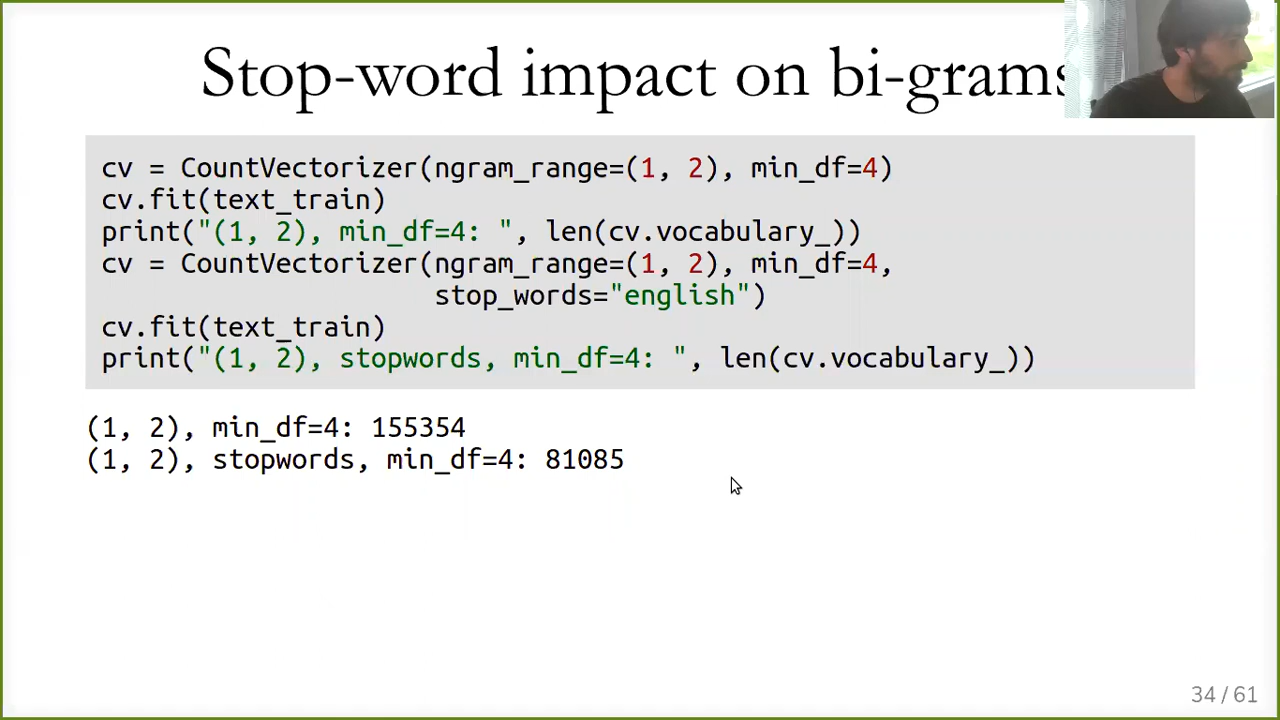 Stop-word impact on bi-grams
cv = CountVectorizer(ngram_range=(1, 2), min_df=4)
cv.fit(text_train)
print("(1, 2), min_df=4: ", len(cv.vocabulary_))
cv = CountVectorizer(ngram_range=(1, 2), min_df=4,
stop_words="english")
cv.fit(text_train)
print("(1, 2), stopwords, min_df=4: ", len(cv.vocabulary_))
(1, 2), min_df=4: 155354
(1, 2), stopwords, min_df=4: 81085
34 / 61